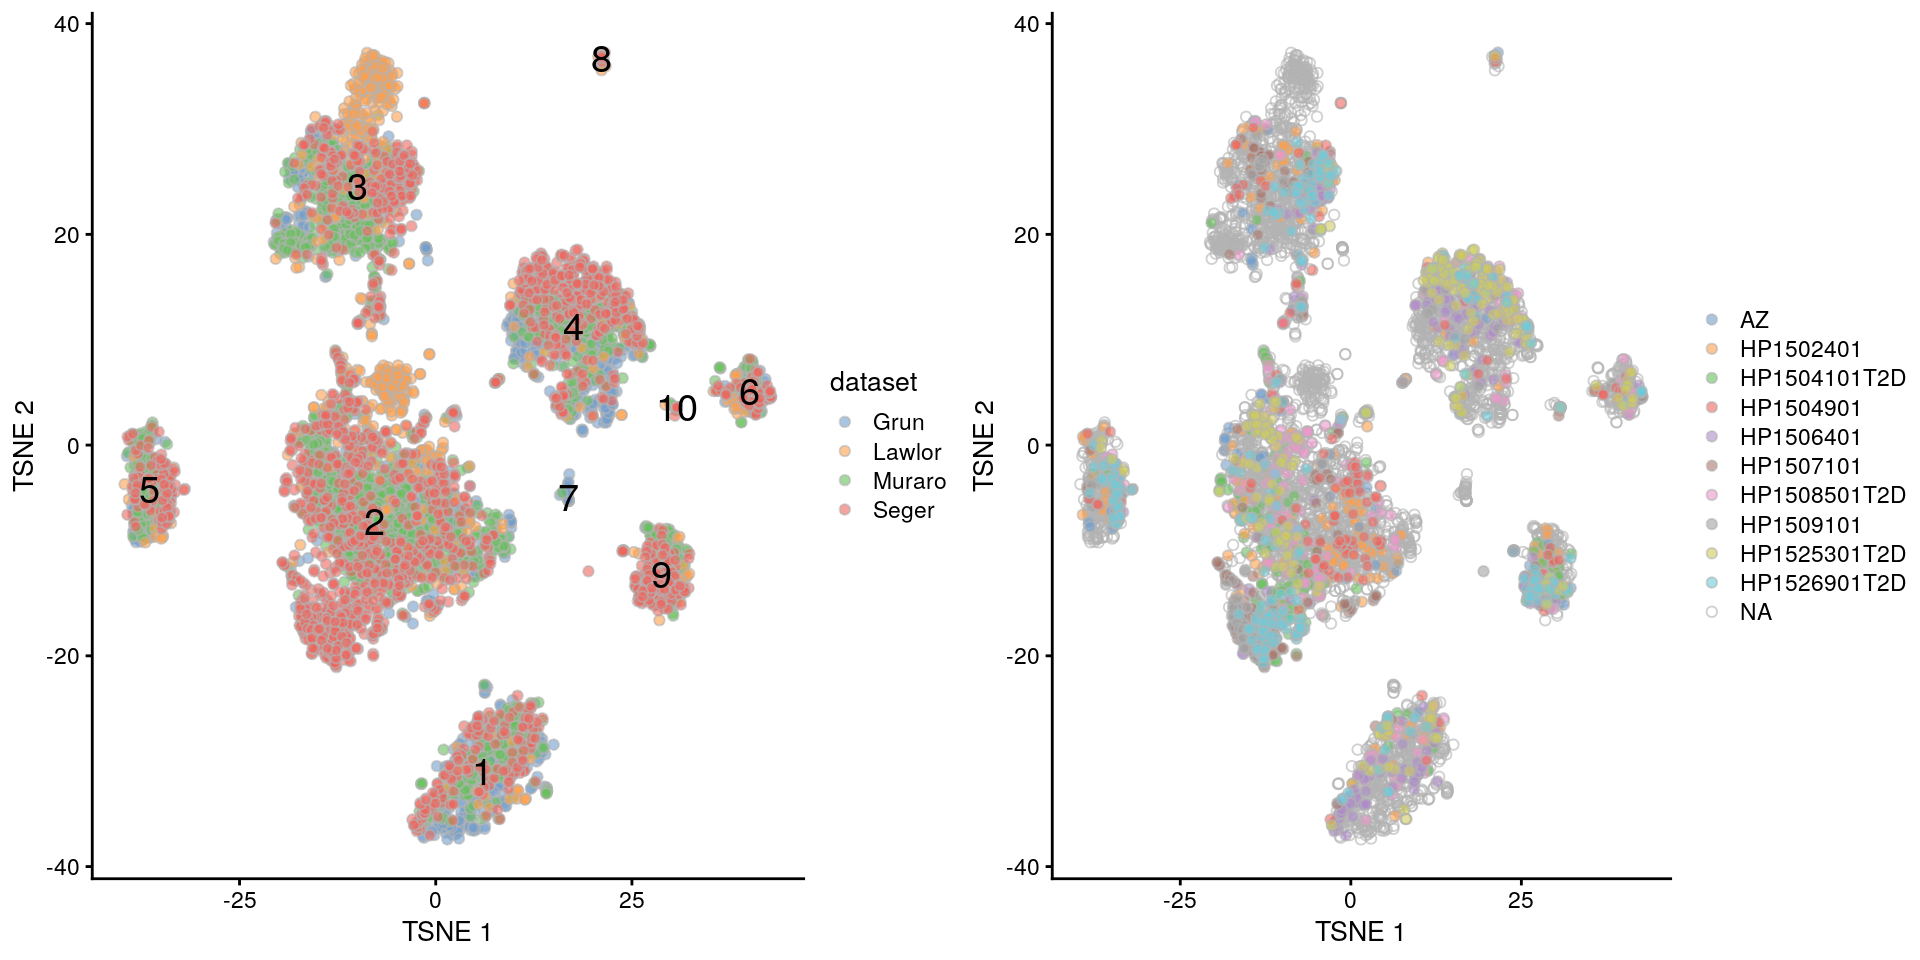 40
20
0
-20
-40
TSNE 2
-25
0
25
TSNE 1
8
3
4
10
6
5
2
7
9
1
dataset
Grun
Lawlor
Muraro
Seger
40
20
0
-20
-40
TSNE 2
-25
0
25
TSNE 1
AZ
HP1502401
HP1504101T2D
HP1504901
HP1506401
HP1507101
HP1508501T2D
HP1509101
HP1525301T2D
HP1526901T2D
NA